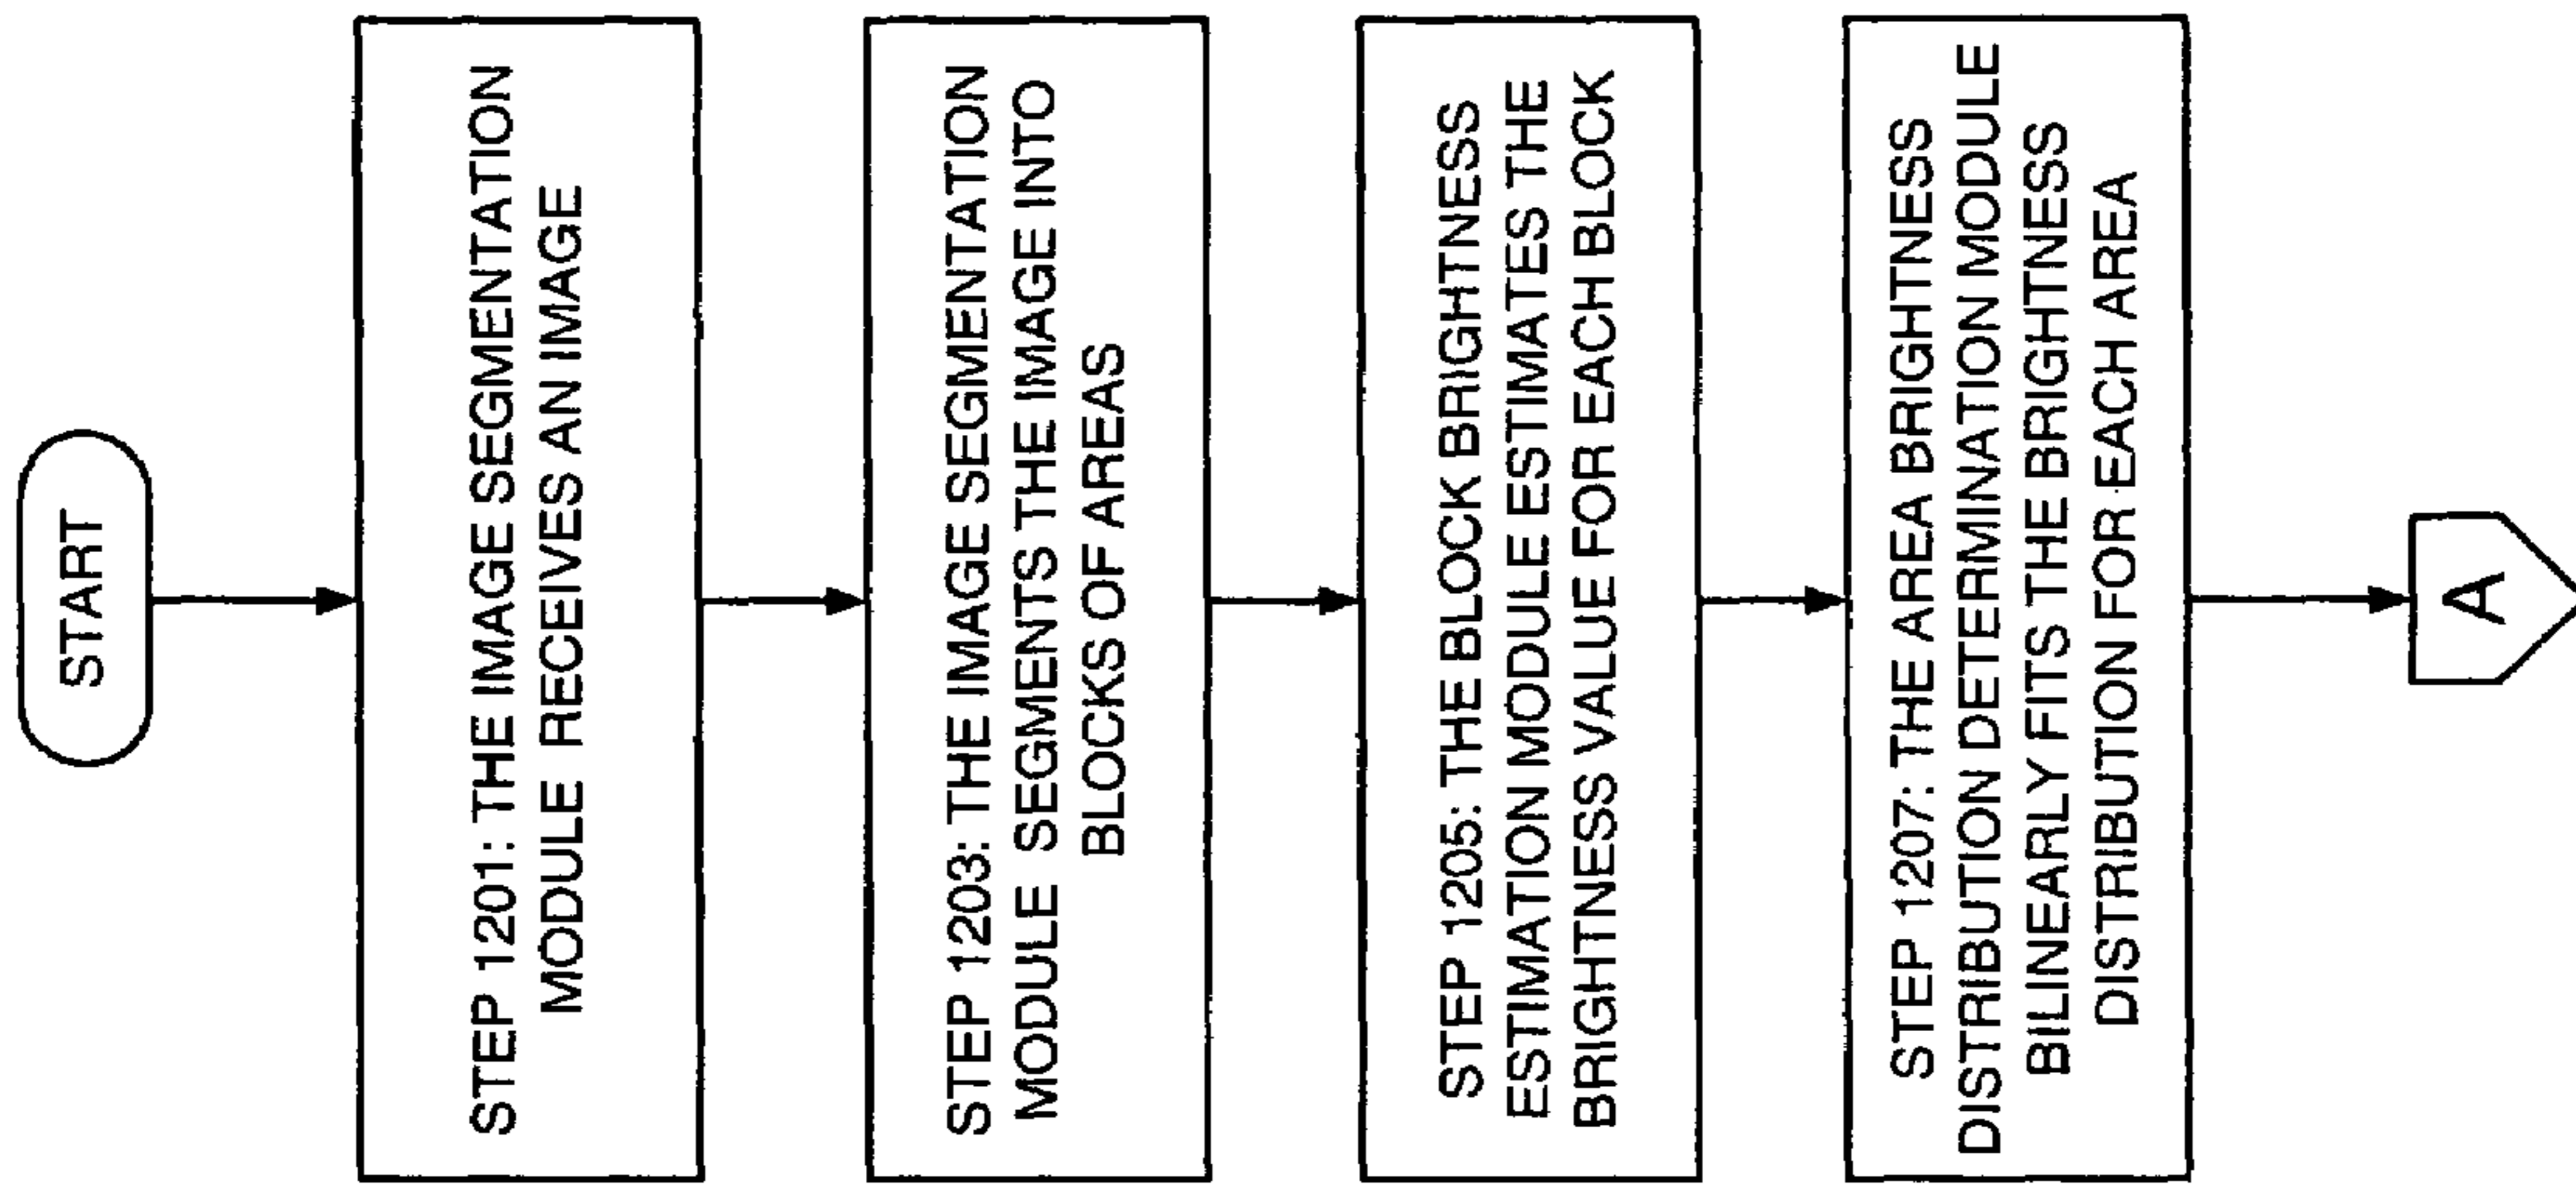 START
STEP 1201: THE IMAGE SEGMENTATION
MODULE RECEIVES AN IMAGE
STEP 1203: THE IMAGE SEGMENTATION
MODULE SEGMENTS THE IMAGE INTO
BLOCKS OF AREAS
STEP 1205: THE BLOCK BRIGHTNESS
ESTIMATION MODULE ESTIMATES THE
BRIGHTNESS VALUE FOR EACH BLOCK
STEP 1207: THE AREA BRIGHTNESS
DISTRIBUTION DETERMINATION MODULE
BILINEARLY FITS THE BRIGHTNESS
DISTRIBUTION FOR EACH AREA
A